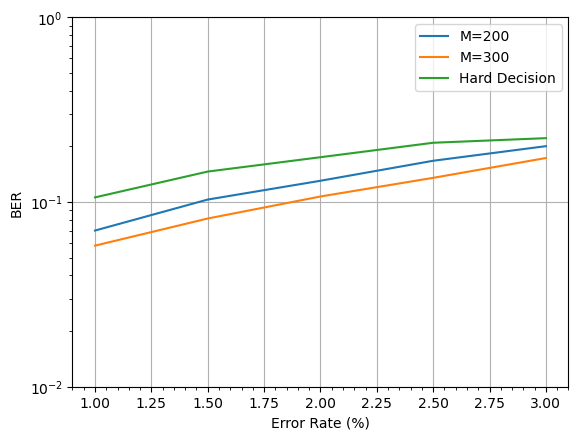 10⁰
10⁻¹
10⁻²
BER
M=200
M=300
Hard Decision
1.00 1.25 1.50 1.75 2.00 2.25 2.50 2.75 3.00
Error Rate (%)